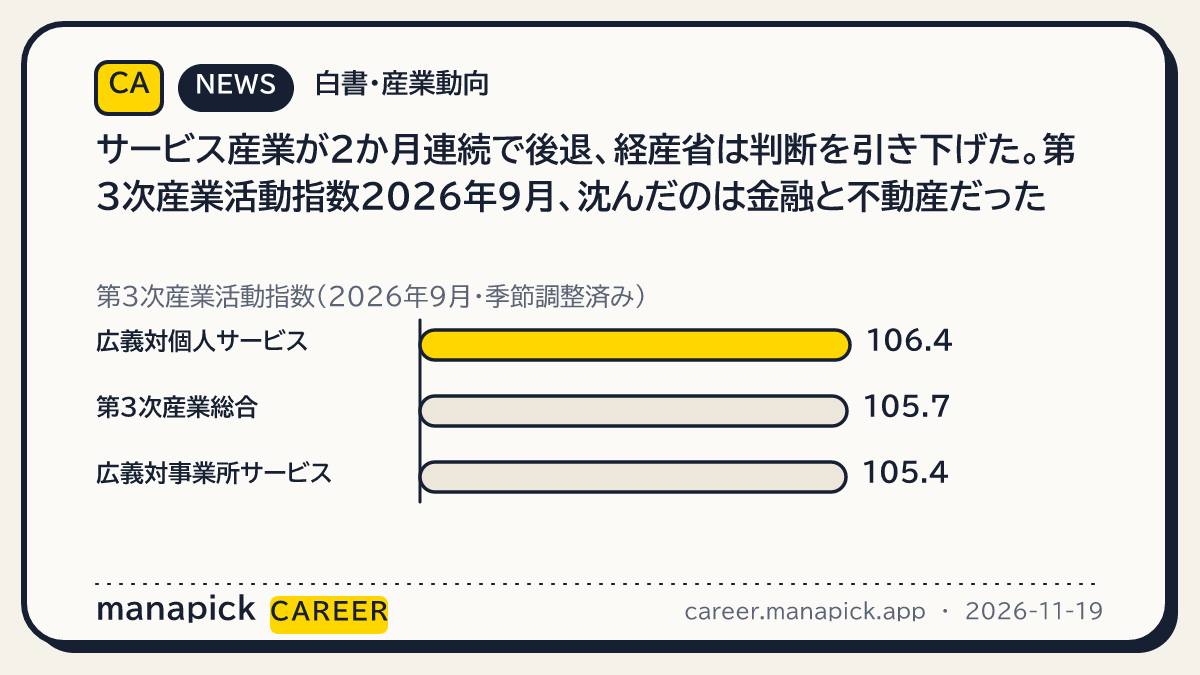 CA NEWS 白書・産業動向
サービス産業が2か月連続で後退、経産省は判断を引き下げた。第
3次産業活動指数2026年9月、沈んだのは金融と不動産だった
第3次産業活動指数(2026年9月・季節調整済み)
広義対個人サービス 106.4
第3次産業総合 105.7
広義対事業所サービス 105.4
manapick CAREER career.manapick.app ・ 2026-11-19